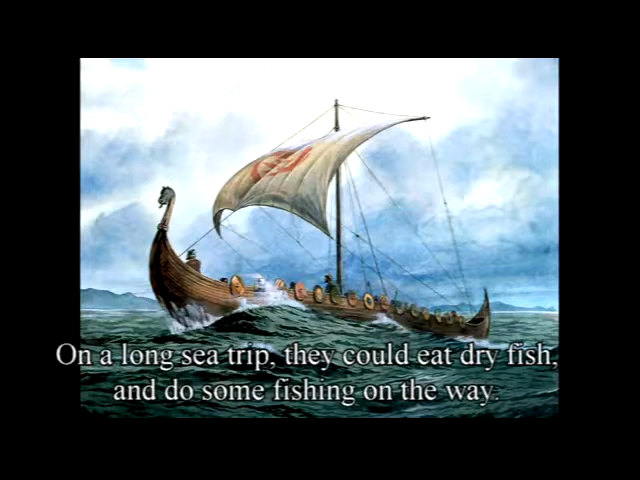 On a long sea trip, they could eat dry fish,
and do some fishing on the way.